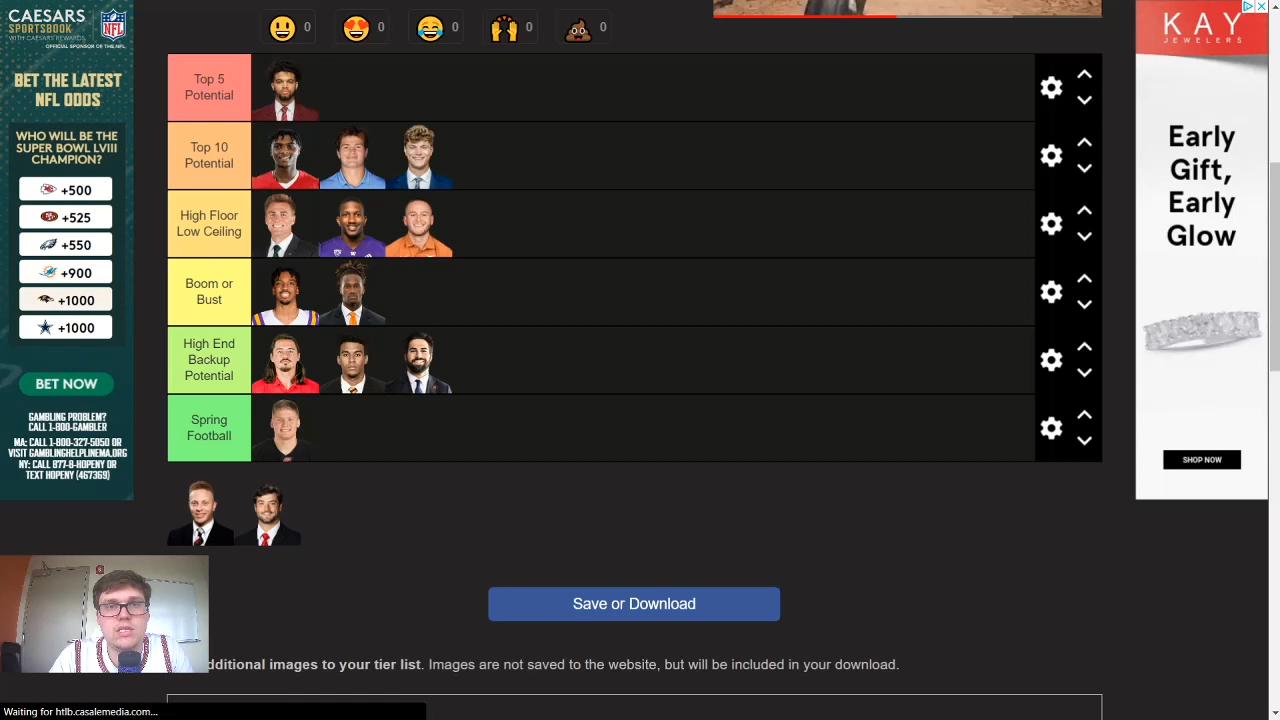 CAESARS
SPORTSBOOK
WITH CAESARS REWARDS
NFL
OFFICIAL SPONSOR OF THE NFL
BET THE LATEST
NFL ODDS
WHO WILL BE THE
SUPER BOWL LVIII
CHAMPION?
+500
+525
+550
+900
+1000
+1000
BET NOW
GAMBLING PROBLEM?
CALL 1-800-GAMBLER
MA: CALL 1-800-327-5050 OR
VISIT GAMBLINGHELPLINEMA.ORG
NY: CALL 877-8-HOPENY OR
TEXT HOPENY (467369)
0 0 0 0 0
Top 5
Potential
Top 10
Potential
High Floor
Low Ceiling
Boom or
Bust
High End
Backup
Potential
Spring
Football
Save or Download
dditional images to your tier list. Images are not saved to the website, but will be included in your download.
Waiting for htlb.casalemedia.com...
KAY
JEWELERS
Early
Gift,
Early
Glow
SHOP NOW